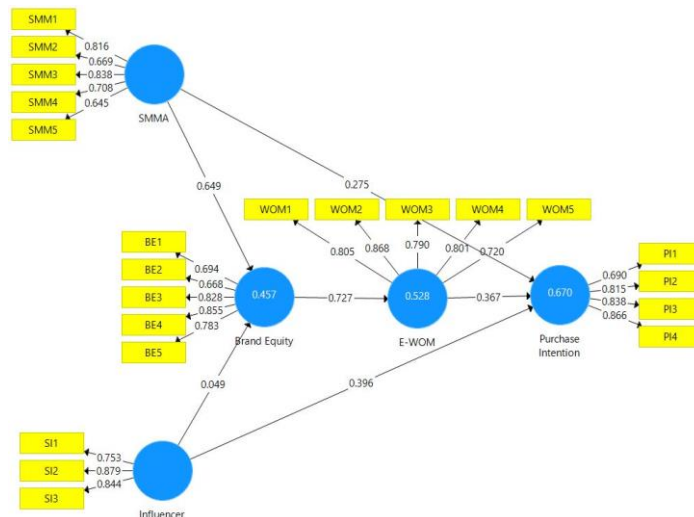 SMM1
SMM2
SMM3
SMM4
SMM5
0.816
0.669
0.838
0.708
0.645
SMMA
0.649
0.275
WOM1
WOM2
WOM3
WOM4
WOM5
0.805
0.868
0.790
0.801
0.720
BE1
BE2
BE3
BE4
BE5
0.694
0.668
0.828
0.855
0.783
0.457
Brand Equity
0.727
0.528
E-WOM
0.367
0.670
Purchase
Intention
0.690
0.815
0.838
0.866
PI1
PI2
PI3
PI4
0.049
0.396
SI1
SI2
SI3
0.753
0.879
0.844
Influencer